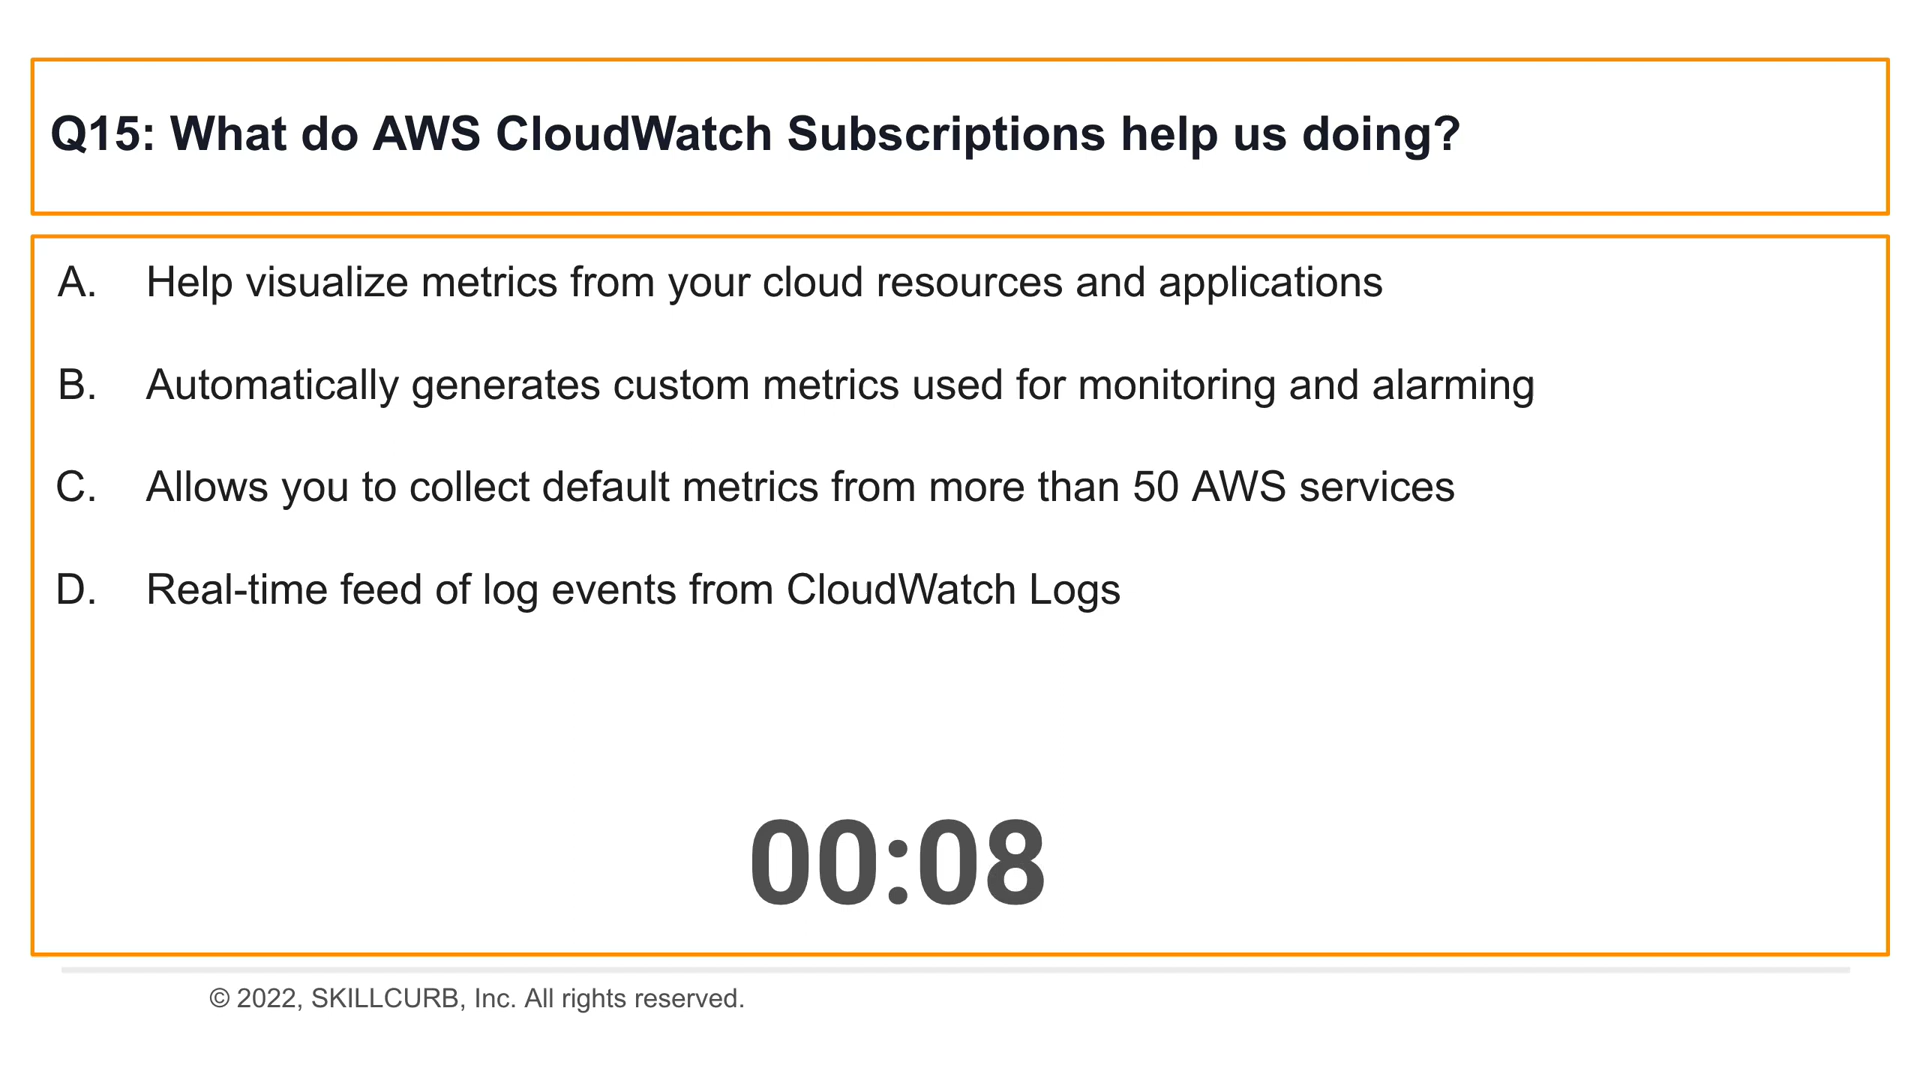 Q15: What do AWS CloudWatch Subscriptions help us doing?
A. Help visualize metrics from your cloud resources and applications
B. Automatically generates custom metrics used for monitoring and alarming
C. Allows you to collect default metrics from more than 50 AWS services
D. Real-time feed of log events from CloudWatch Logs
00:08
© 2022, SKILLCURB, Inc. All rights reserved.